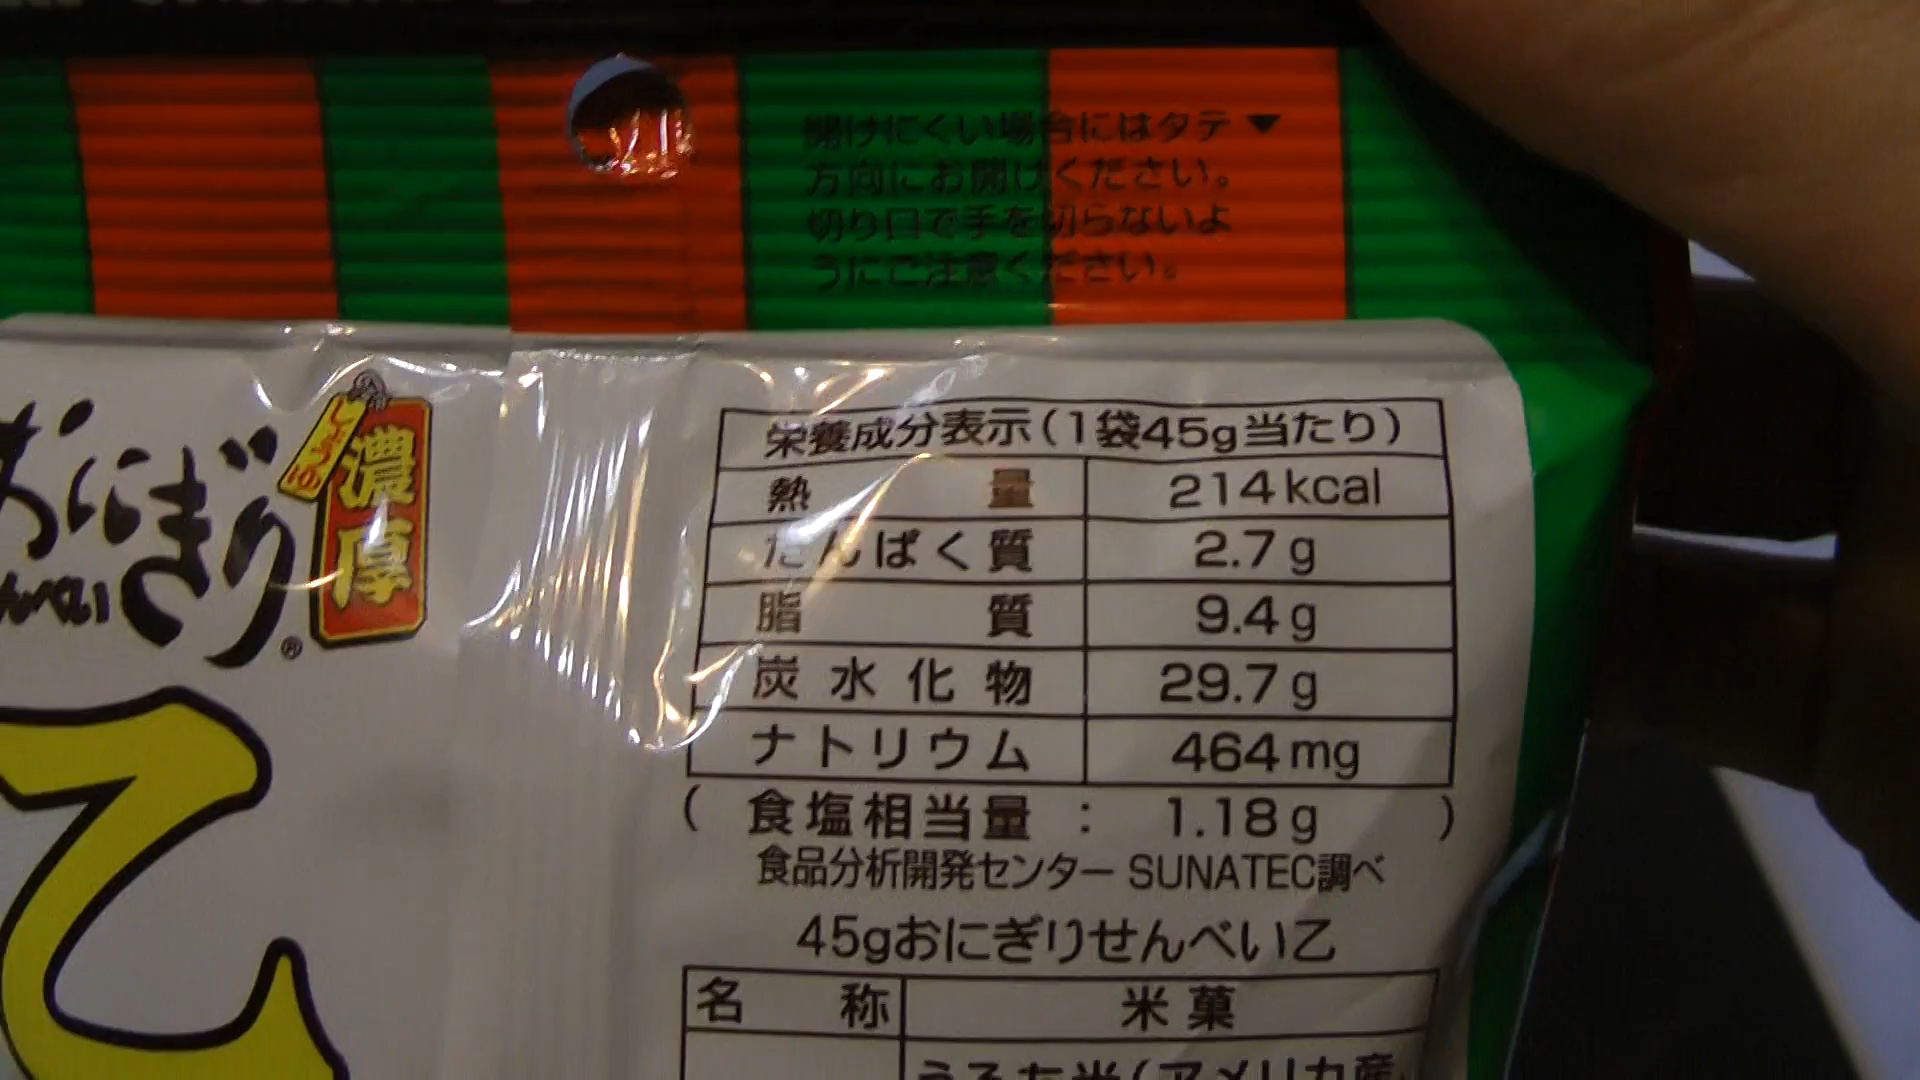 開けにくい場合にはタテ▼
方向にお開けください。
切り口で手を切らないよ
うにご注意ください。
おにぎり
濃厚
®
乙
栄養成分表示(1袋45g当たり)
熱量 214kcal
たんぱく質 2.7g
脂質 9.4g
炭水化物 29.7g
ナトリウム 464mg
(食塩相当量: 1.18g)
食品分析開発センター SUNATEC調べ
45gおにぎりせんべい乙
名称 米菓
うるち米(アメリカ産